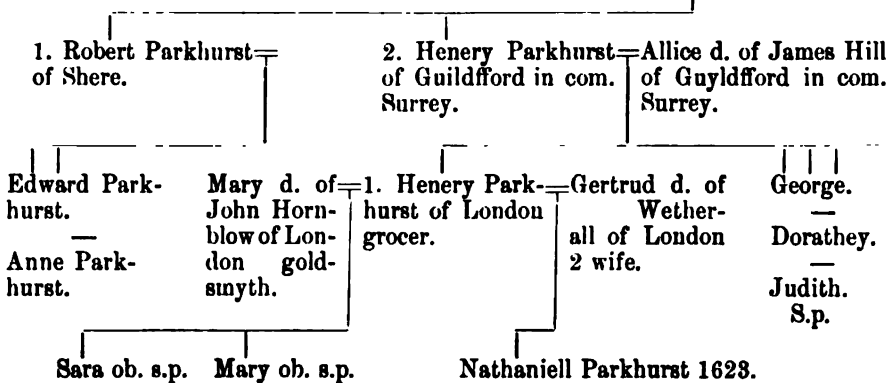 1. Robert Parkhurst
of Shere.
2. Henery Parkhurst
of Guildfford in com.
Surrey.
Allice d. of James Hill
of Guyldfford in com.
Surrey.
Edward Park-
hurst.
—
Anne Park-
hurst.
Mary d. of
John Horn-
blow of Lon-
don gold-
smyth.
1. Henery Park-
hurst of London
grocer.
Gertrud d. of
Wether-
all of London
2 wife.
George.
—
Dorathey.
—
Judith.
S.p.
Sara ob. s.p.
Mary ob. s.p.
Nathaniell Parkhurst 1623.